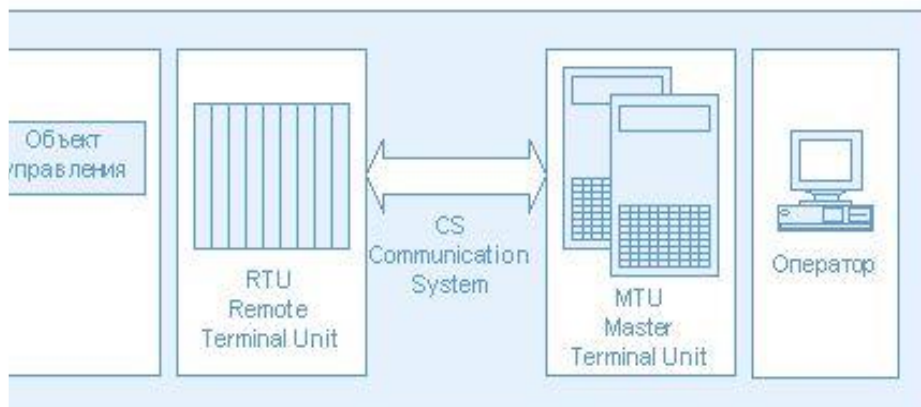 Объект
управления
RTU
Remote
Terminal Unit
CS
Communication
System
MTU
Master
Terminal Unit
Оператор